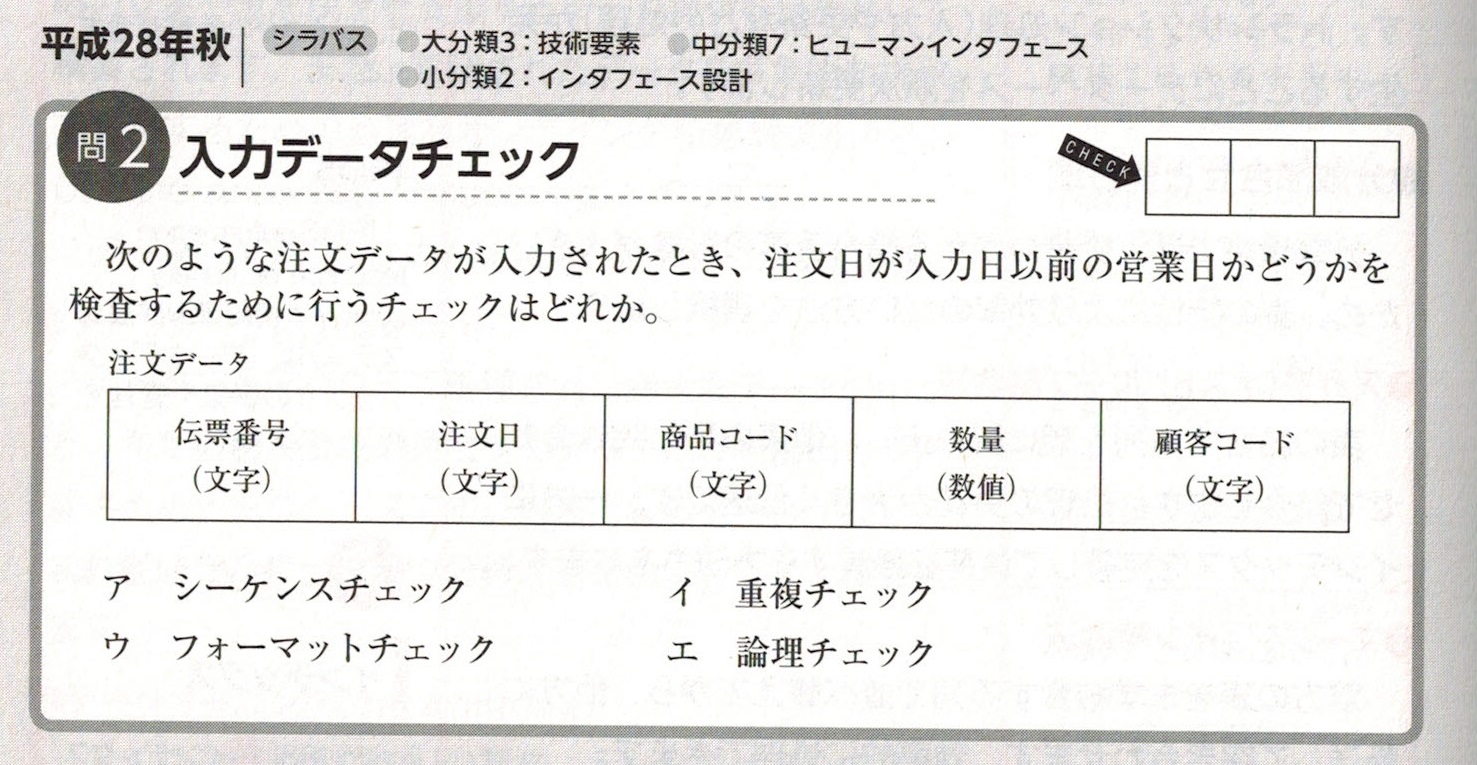 平成28年秋 シラバス ●大分類3：技術要素 ●中分類7：ヒューマンインタフェース
●小分類2：インタフェース設計
問2 入力データチェック CHECK
次のような注文データが入力されたとき、注文日が入力日以前の営業日かどうかを
検査するために行うチェックはどれか。
注文データ
伝票番号 注文日 商品コード 数量 顧客コード
(文字) (文字) (文字) (数値) (文字)
ア シーケンスチェック イ 重複チェック
ウ フォーマットチェック エ 論理チェック